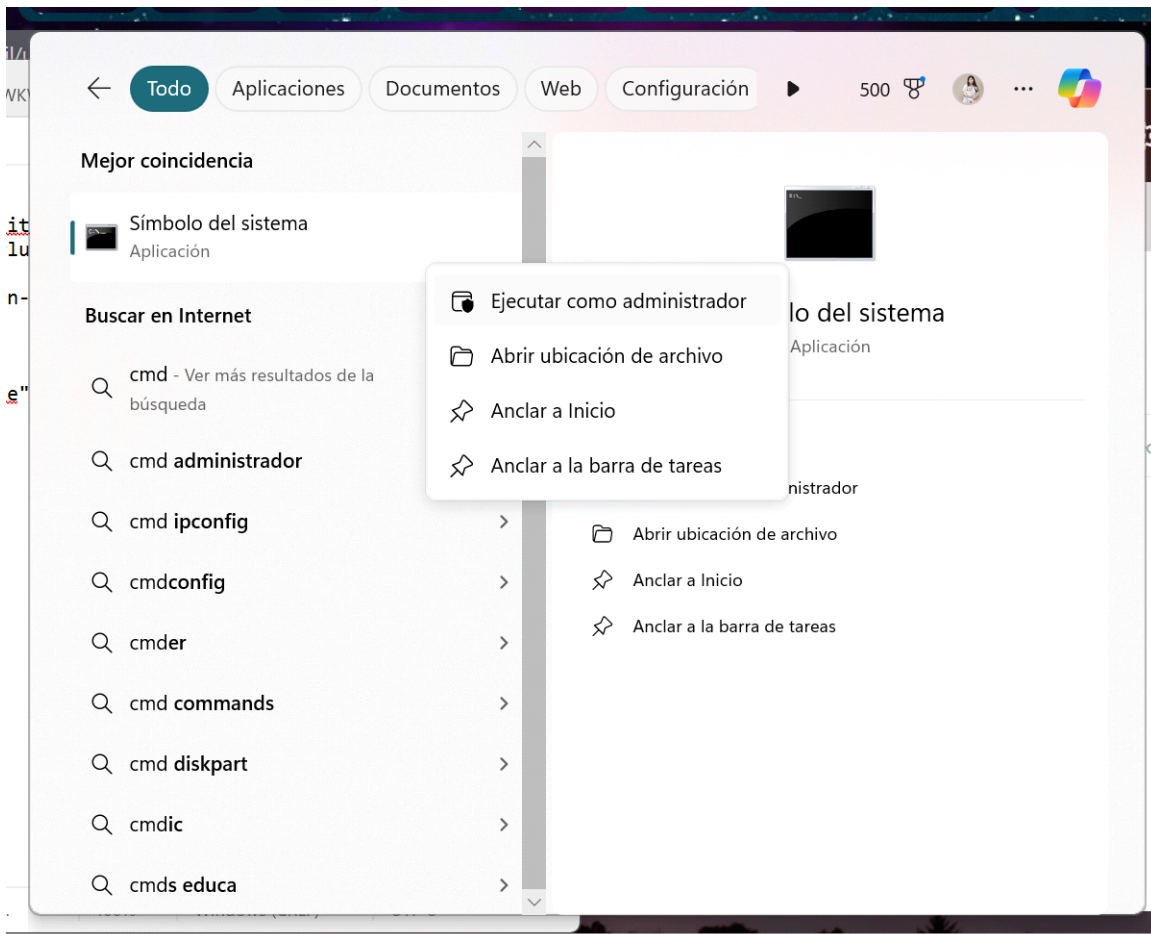 Todo
Aplicaciones
Documentos
Web
Configuración
500
Mejor coincidencia
Símbolo del sistema
Aplicación
Buscar en Internet
cmd - Ver más resultados de la
búsqueda
cmd administrador
cmd ipconfig
cmdconfig
cmder
cmd commands
cmd diskpart
cmdic
cmds educa
Ejecutar como administrador
Abrir ubicación de archivo
Anclar a Inicio
Anclar a la barra de tareas
lo del sistema
Aplicación
nistrador
Abrir ubicación de archivo
Anclar a Inicio
Anclar a la barra de tareas
it
lu
n-
e"